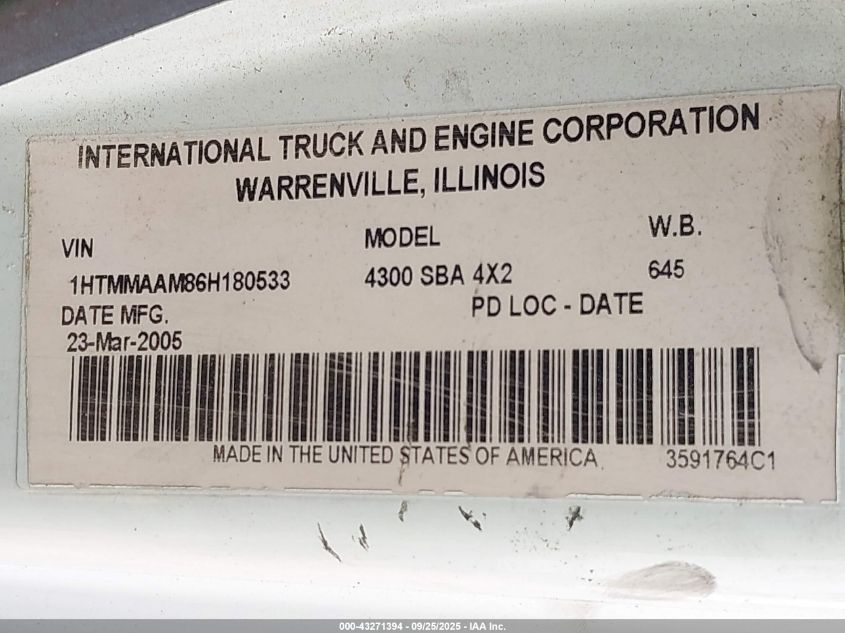 INTERNATIONAL TRUCK AND ENGINE CORPORATION
WARRENVILLE, ILLINOIS
VIN MODEL W.B.
1HTMMAAM86H180533 4300 SBA 4X2 645
DATE MFG. PD LOC - DATE
23-Mar-2005
MADE IN THE UNITED STATES OF AMERICA. 3591764C1
000-43271394 - 09/25/2025 - IAA Inc.